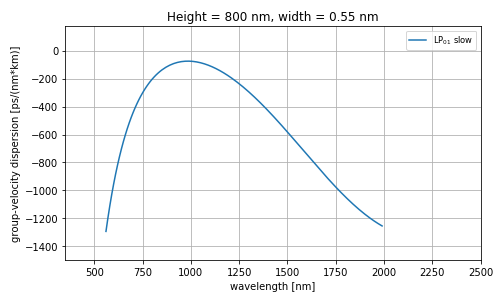 Height = 800 nm, width = 0.55 nm
LP01 slow
group-velocity dispersion [ps/(nm*km)]
0
−200
−400
−600
−800
−1000
−1200
−1400
500 750 1000 1250 1500 1750 2000 2250 2500
wavelength [nm]